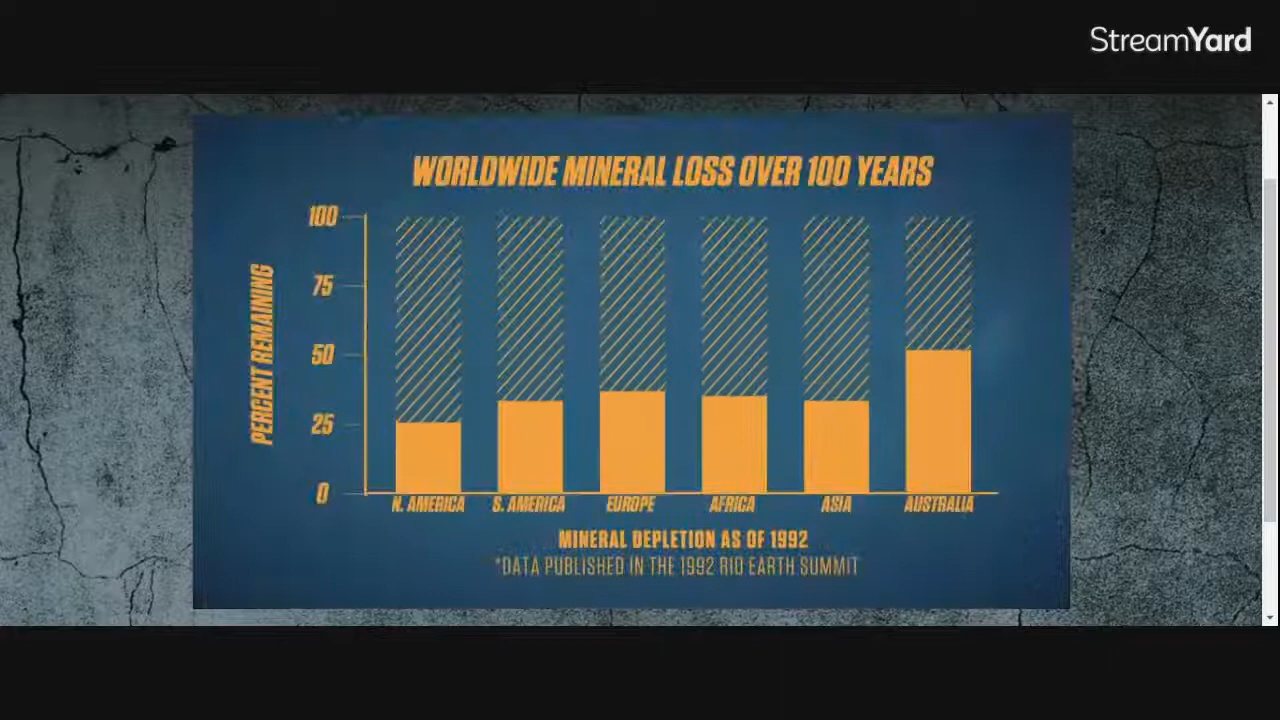 StreamYard
WORLDWIDE MINERAL LOSS OVER 100 YEARS
PERCENT REMAINING
100
75
50
25
0
N. AMERICA S. AMERICA EUROPE AFRICA ASIA AUSTRALIA
MINERAL DEPLETION AS OF 1992
*DATA PUBLISHED IN THE 1992 RIO EARTH SUMMIT